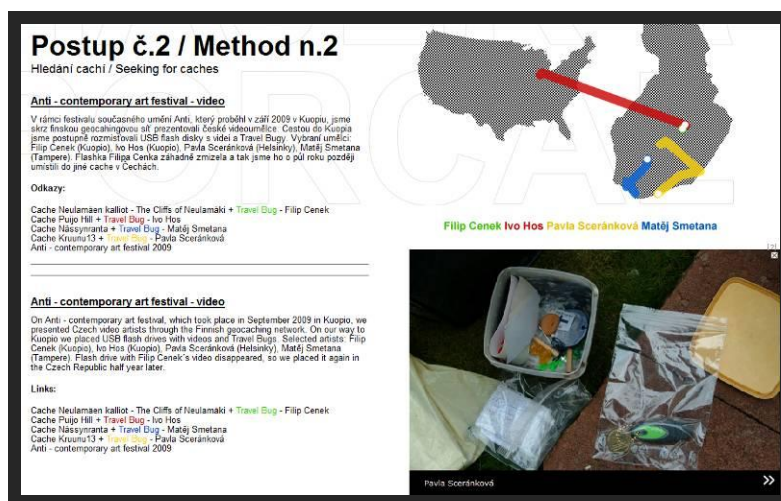 Postup č.2 / Method n.2
Hledání cachí / Seeking for caches
Anti - contemporary art festival - video
V rámci festivalu současného umění Anti, který proběhl v září 2009 v Kuopiu, jsme
skrz finskou geocahingovou síť prezentovali české videoumělce. Cestou do Kuopia
jsme postupně rozmisťovali USB flash disky s videi a Travel Bugy. Vybraní umělci:
Filip Cenek (Kuopio), Ivo Hos (Kuopio), Pavla Sceránková (Helsinky), Matěj Smetana
(Tampere). Flashka Filipa Cenka záhadně zmizela a tak jsme ho o půl roku později
umístili do jiné cache v Čechách.
Odkazy:
Cache Neulamäen kalliot - The Cliffs of Neulamäki + Travel Bug - Filip Cenek
Cache Puijo Hill + Travel Bug - Ivo Hos
Cache Nässynranta + Travel Bug - Matěj Smetana
Cache Kruunu13 + Travel Bug - Pavla Sceránková
Anti - contemporary art festival 2009
Anti - contemporary art festival - video
On Anti - contemporary art festival, which took place in September 2009 in Kuopio, we
presented Czech video artists through the Finnish geocaching network. On our way to
Kuopio we placed USB flash drives with videos and Travel Bugs. Selected artists: Filip
Cenek (Kuopio), Ivo Hos (Kuopio), Pavla Sceránková (Helsinky), Matěj Smetana
(Tampere). Flash drive with Filip Cenek´s video disappeared, so we placed it again in
the Czech Republic half year later.
Links:
Cache Neulamaen kalliot - The Cliffs of Neulamäki + Travel Bug - Filip Cenek
Cache Puijo Hill + Travel Bug - Ivo Hos
Cache Nässynranta + Travel Bug - Matěj Smetana
Cache Kruunu13 + Travel Bug - Pavla Sceránková
Anti - contemporary art festival 2009
Filip Cenek Ivo Hos Pavla Sceránková Matěj Smetana
[?]
Pavla Sceránková